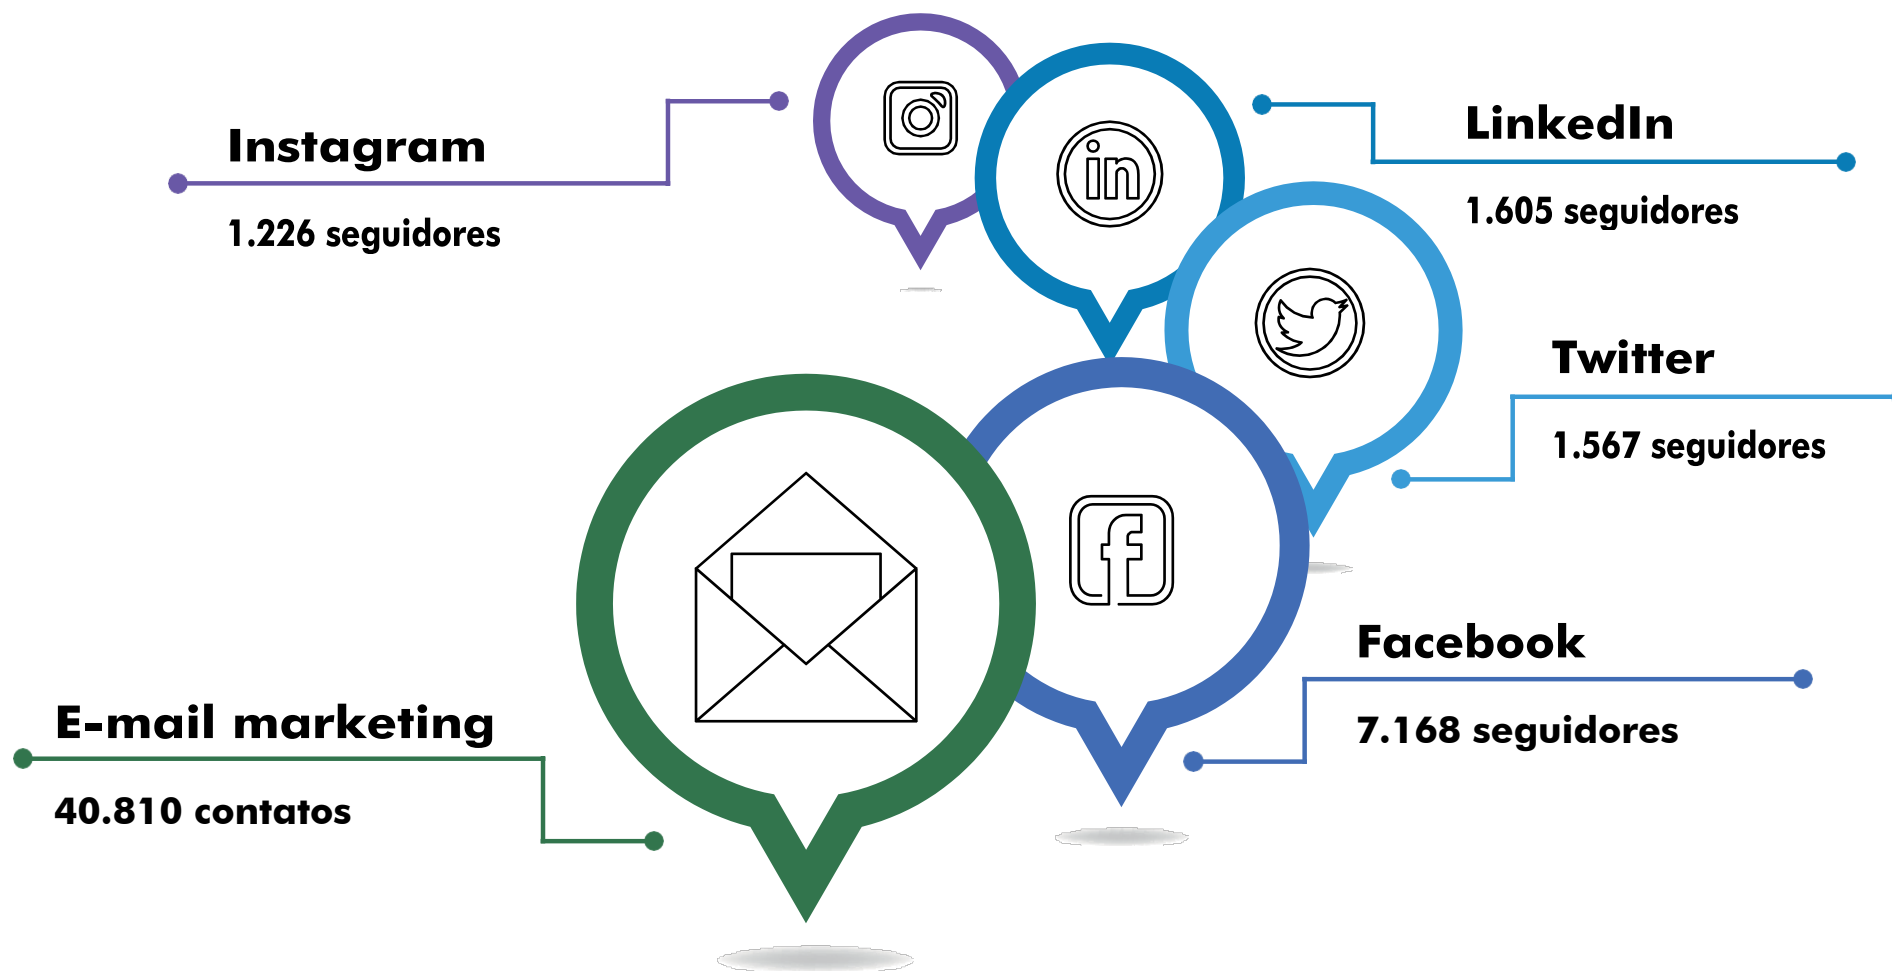 Instagram
1.226 seguidores
LinkedIn
1.605 seguidores
in
Twitter
1.567 seguidores
f
Facebook
7.168 seguidores
E-mail marketing
40.810 contatos